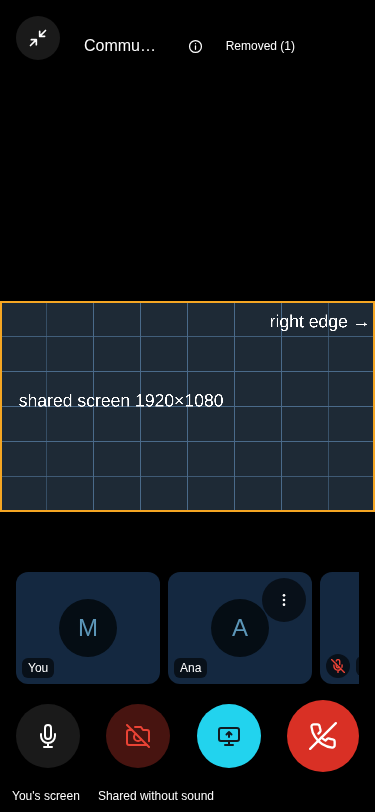 Commu…
Removed (1)
right edge →
shared screen 1920×1080
M
A
You
Ana
You's screen
Shared without sound